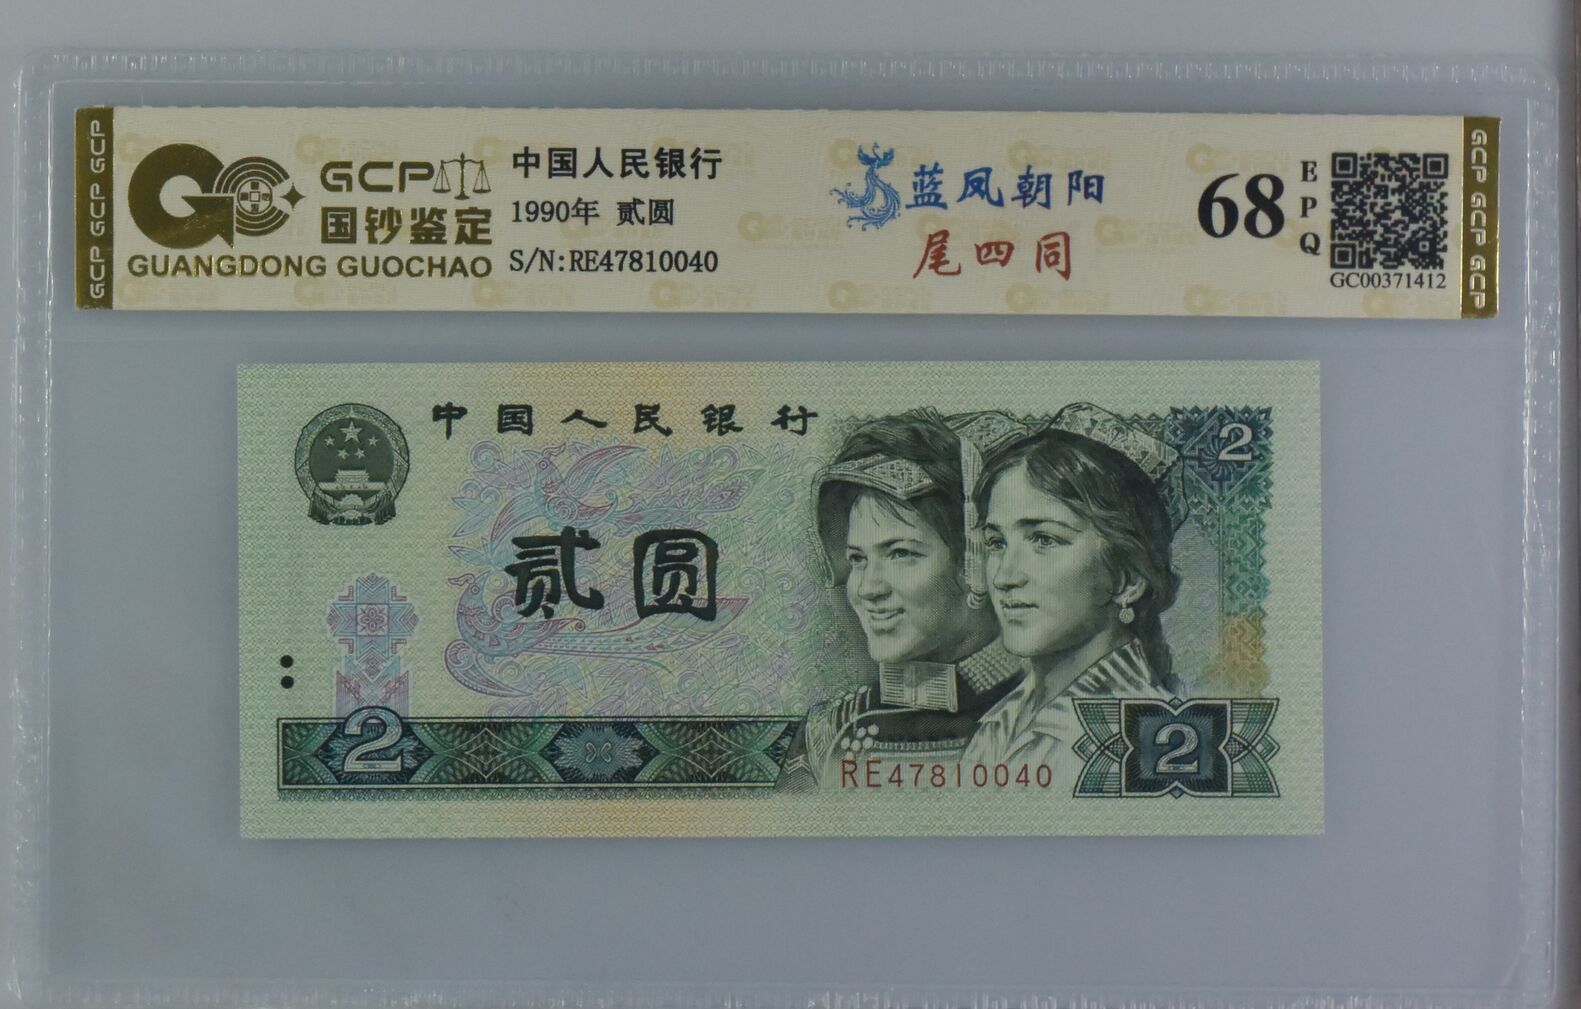 GCP GCP GCP
GCP
国钞鉴定
GUANGDONG GUOCHAO
中国人民银行
1990年 贰圆
S/N:RE47810040
蓝凤朝阳
尾四同
68
EPQ
GC00371412
GCP GCP GCP
中国人民银行
2
贰圆
2
RE47810040
2